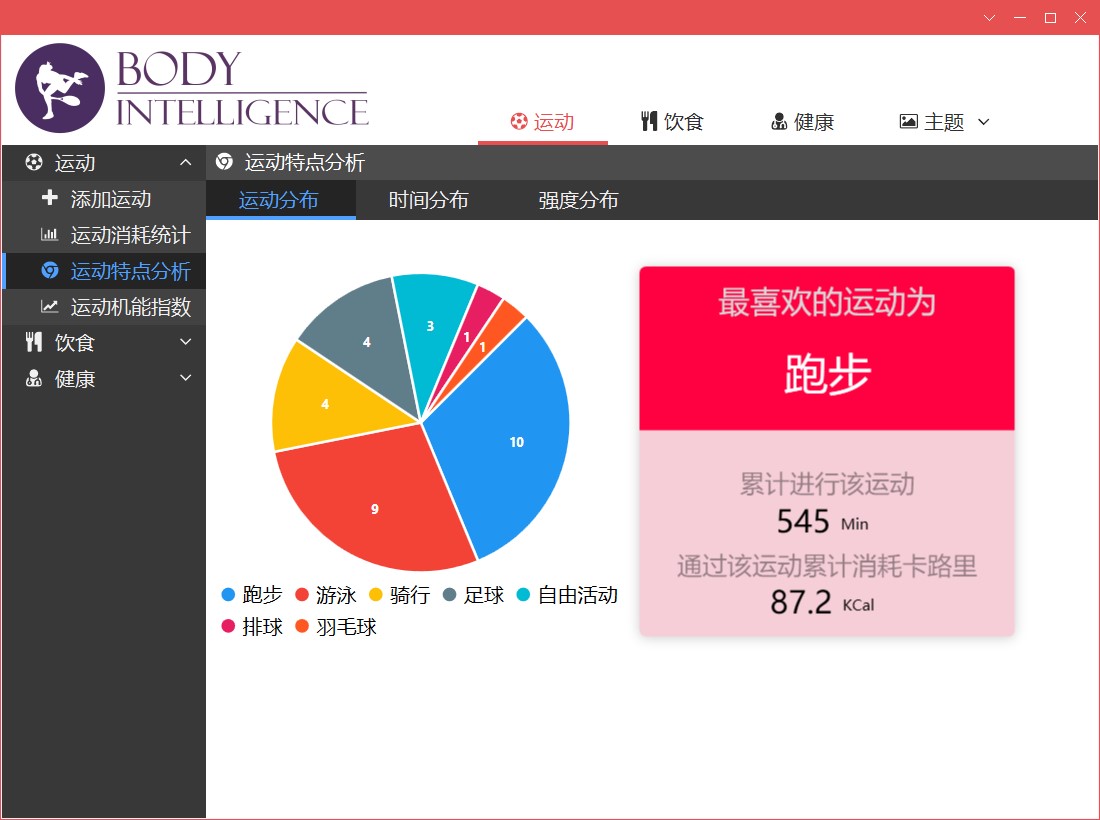 BODY
INTELLIGENCE
运动
饮食
健康
主题
运动
添加运动
运动消耗统计
运动特点分析
运动机能指数
饮食
健康
运动特点分析
运动分布
时间分布
强度分布
3
1
1
4
4
10
9
跑步
游泳
骑行
足球
自由活动
排球
羽毛球
最喜欢的运动为
跑步
累计进行该运动
545 Min
通过该运动累计消耗卡路里
87.2 KCal